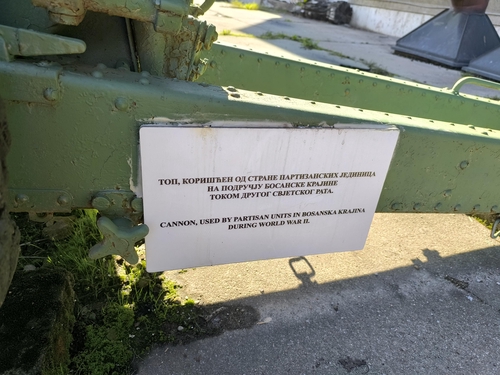 ТОП, КОРИШЋЕН ОД СТРАНЕ ПАРТИЗАНСКИХ ЈЕДИНИЦА
НА ПОДРУЧЈУ БОСАНСКЕ КРАЈИНЕ
ТОКОМ ДРУГОГ СВЈЕТСКОГ РАТА.
CANNON, USED BY PARTISAN UNITS IN BOSANSKA KRAJINA
DURING WORLD WAR II.